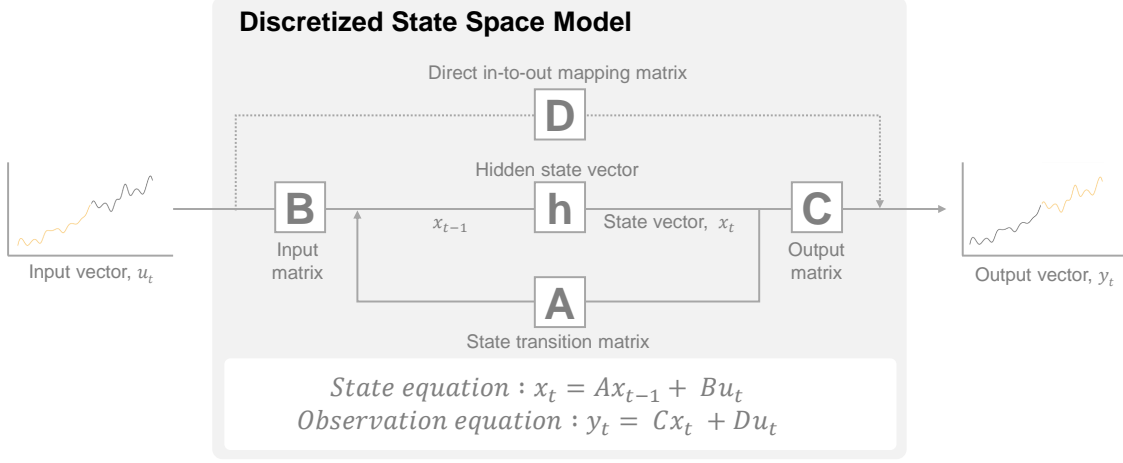 Discretized State Space Model
Direct in-to-out mapping matrix
D
Hidden state vector
B
h
C
x_{t-1}
State vector, x_t
Input
matrix
Output
matrix
Input vector, u_t
Output vector, y_t
A
State transition matrix
State equation : x_t = Ax_{t-1} + Bu_t
Observation equation : y_t = Cx_t + Du_t